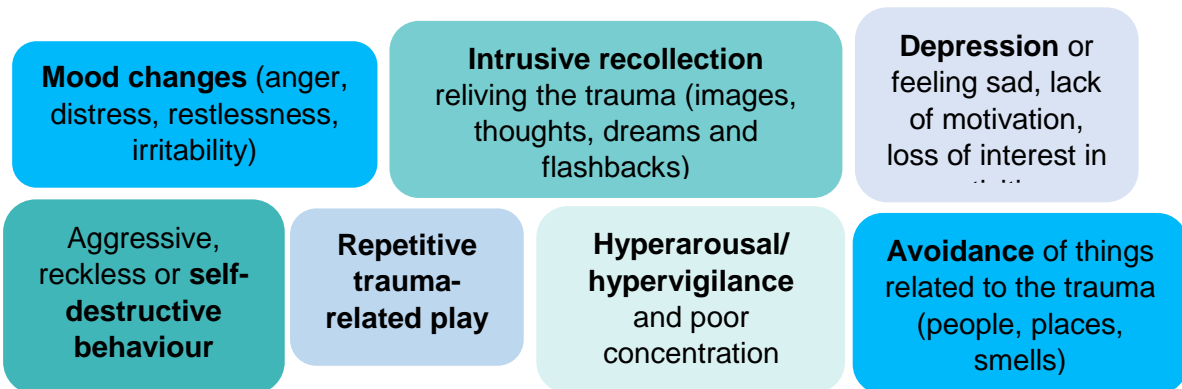 Mood changes (anger,
distress, restlessness,
irritability)
Intrusive recollection
reliving the trauma (images,
thoughts, dreams and
flashbacks)
Depression or
feeling sad, lack
of motivation,
loss of interest in
Aggressive,
reckless or self-
destructive
behaviour
Repetitive
trauma-
related play
Hyperarousal/
hypervigilance
and poor
concentration
Avoidance of things
related to the trauma
(people, places,
smells)